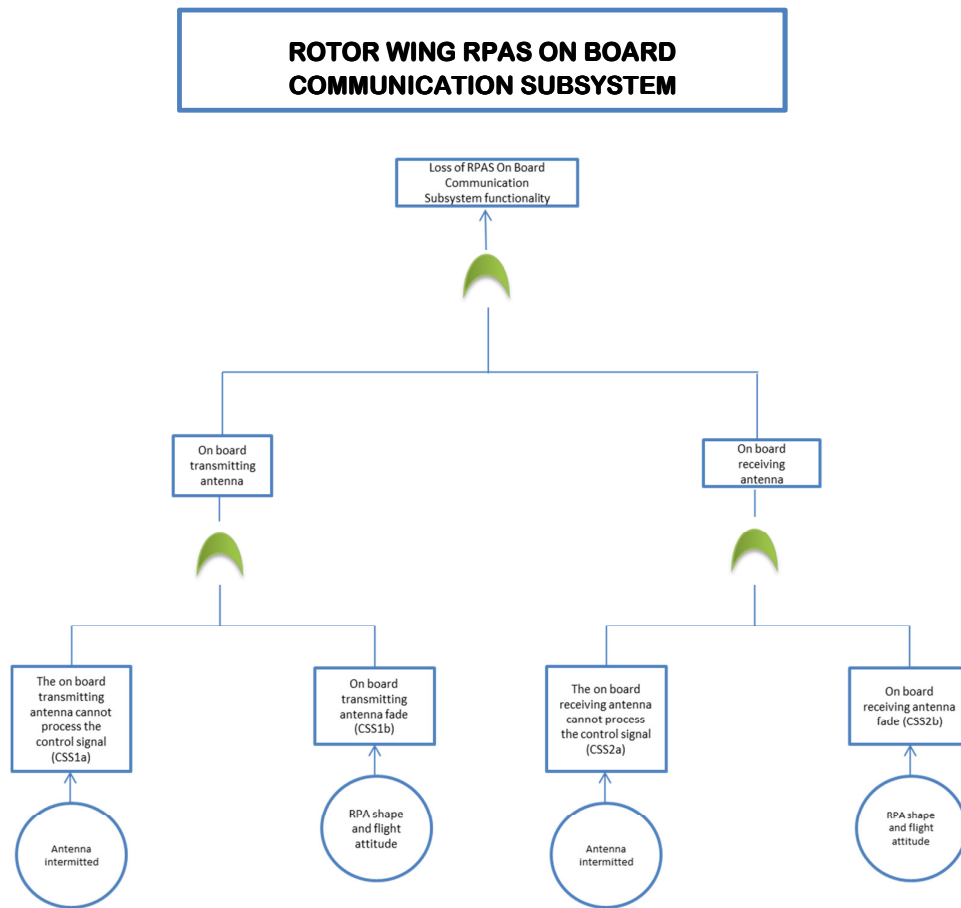 ROTOR WING RPAS ON BOARD
COMMUNICATION SUBSYSTEM
Loss of RPAS On Board
Communication
Subsystem functionality
On board
transmitting
antenna
On board
receiving
antenna
The on board
transmitting
antenna cannot
process the
control signal
(CSS1a)
On board
transmitting
antenna fade
(CSS1b)
The on board
receiving antenna
cannot process
the control signal
(CSS2a)
On board
receiving antenna
fade (CSS2b)
Antenna
intermitted
RPA shape
and flight
attitude
Antenna
intermitted
RPA shape
and flight
attitude